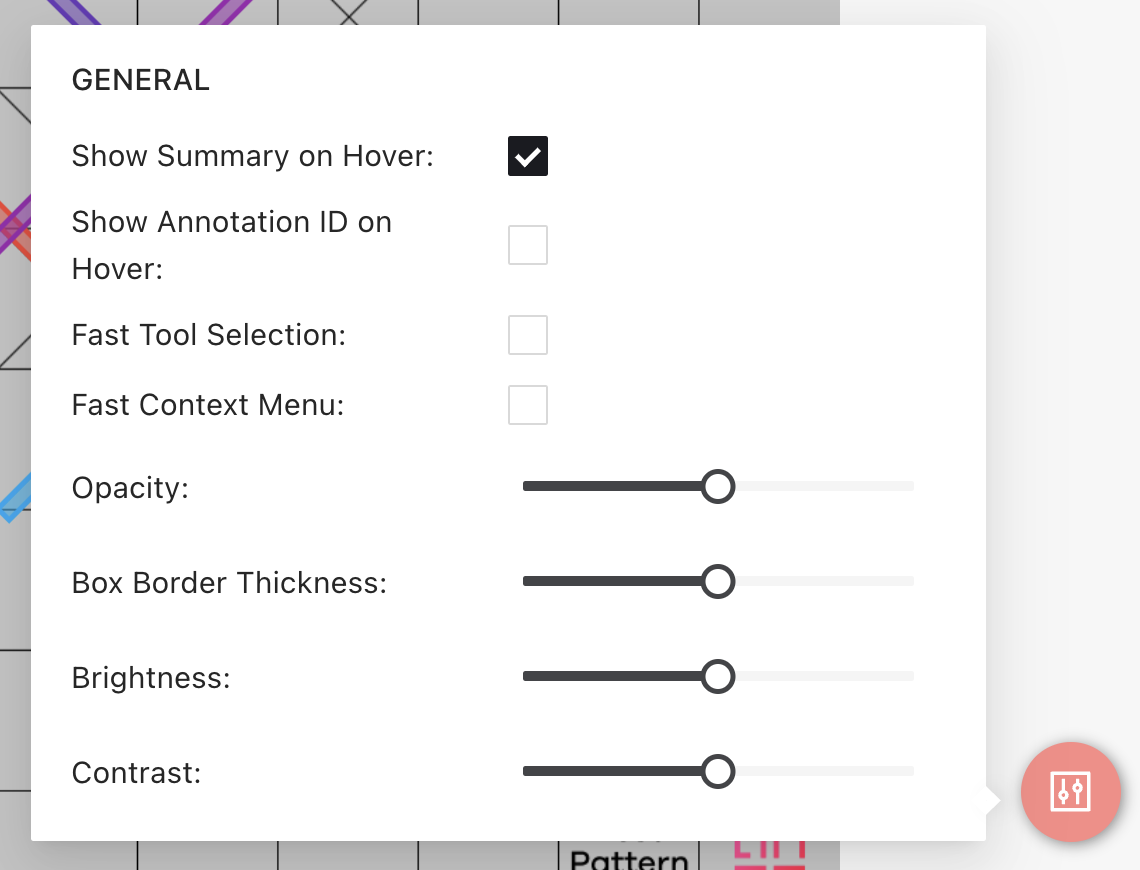 GENERAL
Show Summary on Hover:
Show Annotation ID on
Hover:
Fast Tool Selection:
Fast Context Menu:
Opacity:
Box Border Thickness:
Brightness:
Contrast:
Pattern